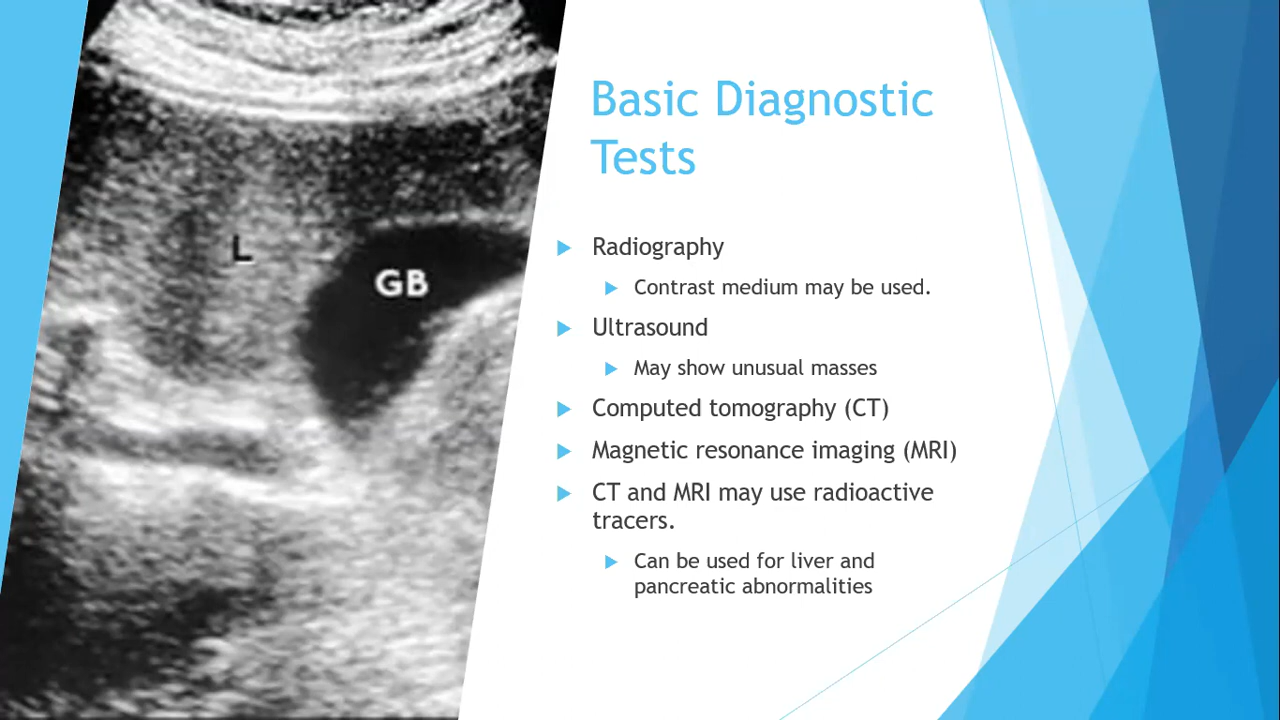 L
GB
Basic Diagnostic
Tests
Radiography
Contrast medium may be used.
Ultrasound
May show unusual masses
Computed tomography (CT)
Magnetic resonance imaging (MRI)
CT and MRI may use radioactive
tracers.
Can be used for liver and
pancreatic abnormalities